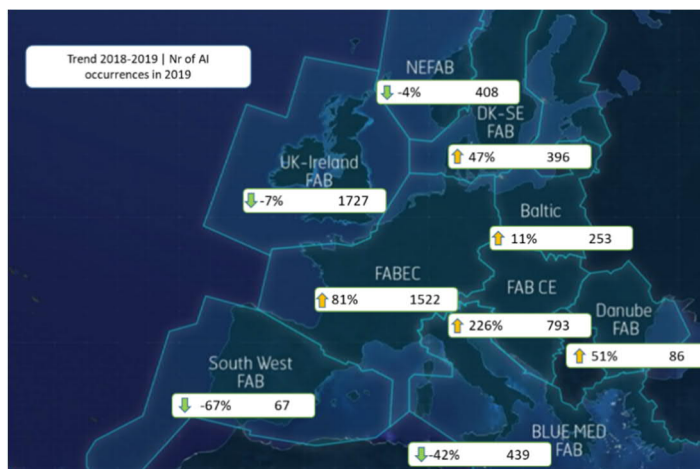 Trend 2018-2019 | Nr of AI
occurrences in 2019
NEFAB
-4% 408
DK-SE
FAB
47% 396
UK-Ireland
FAB
-7% 1727
Baltic
11% 253
FABEC
81% 1522
FAB CE
226% 793
Danube
FAB
51% 86
South West
FAB
-67% 67
BLUE MED
FAB
-42% 439